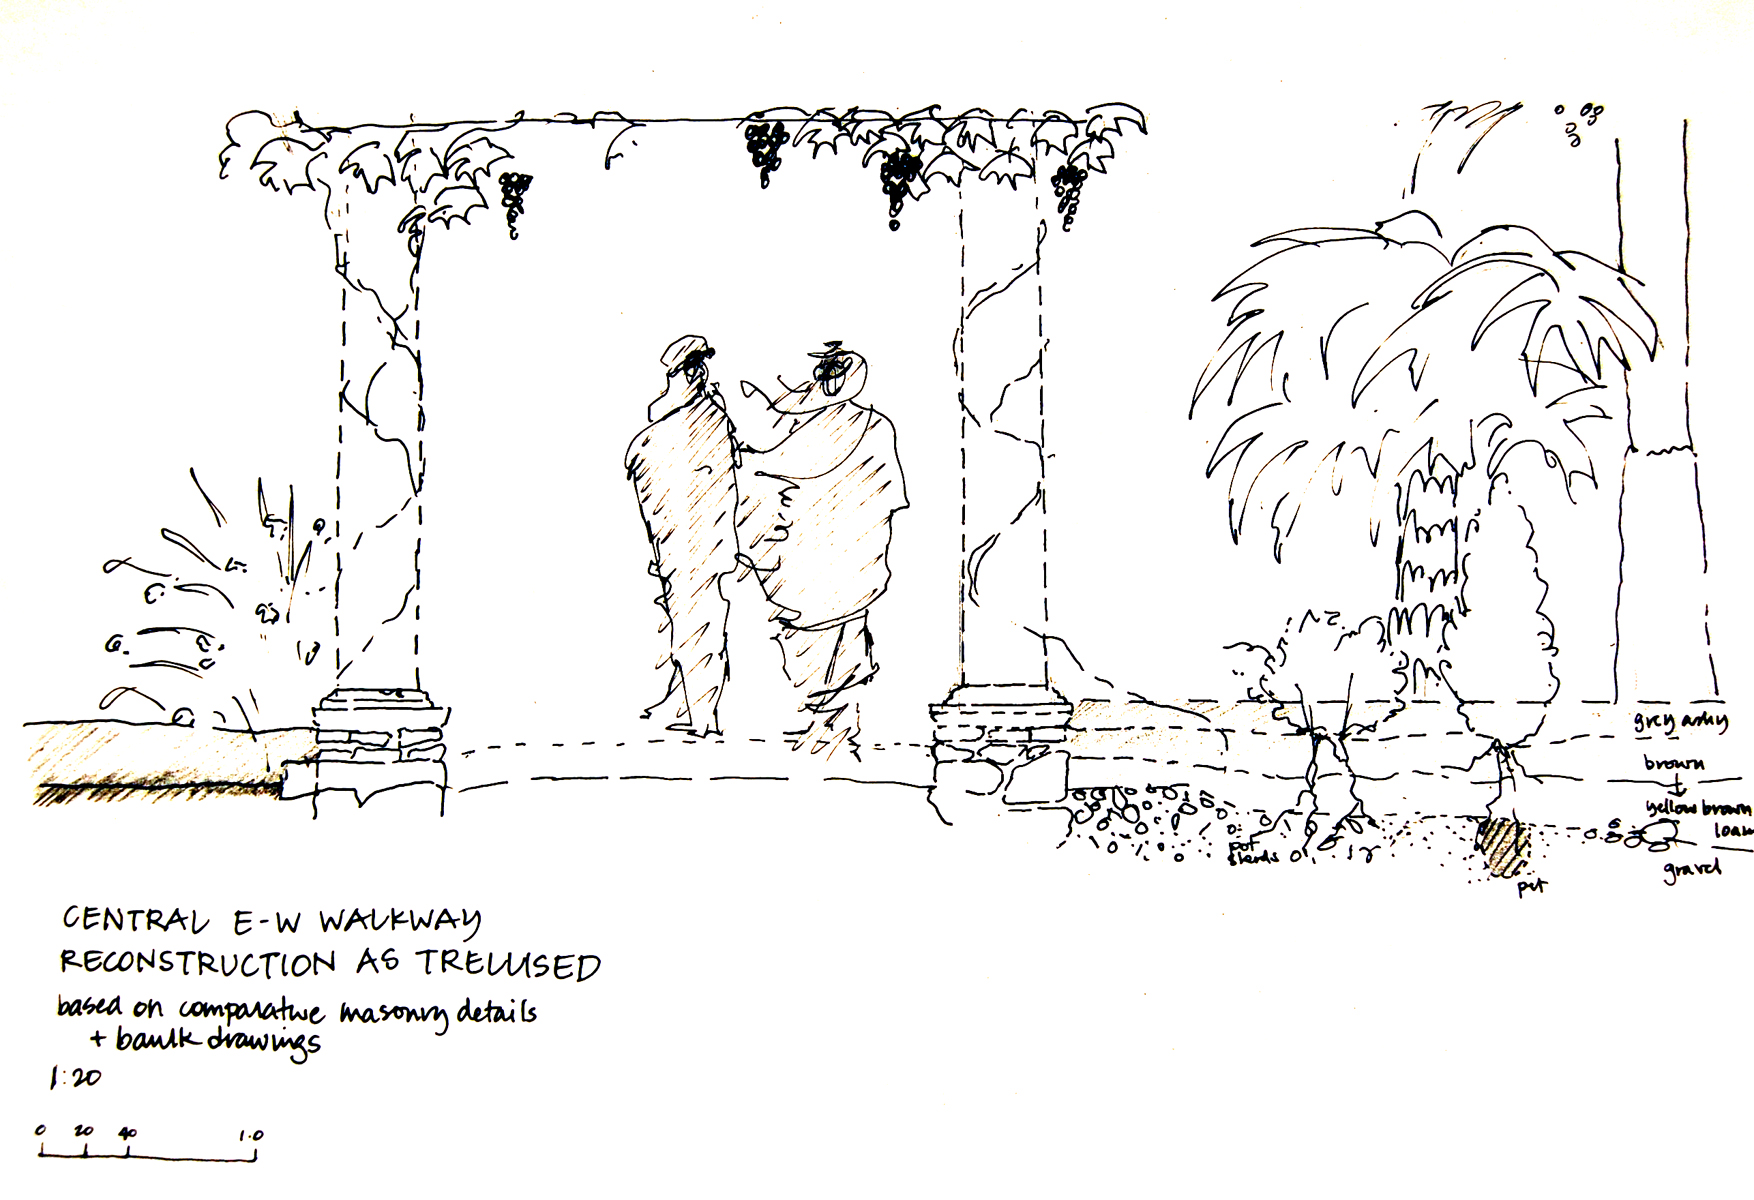 grey ashy
brown
yellow brown
loam
gravel
pot
sherds
pit
CENTRAL E-W WALKWAY
RECONSTRUCTION AS TRELLISED
based on comparative masonry details
+ baulk drawings
1:20
0 20 40 1.0